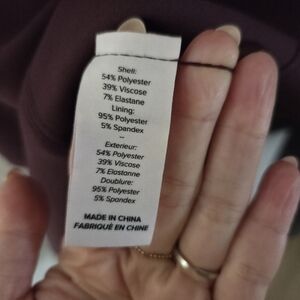 Shell:
54% Polyester
39% Viscose
7% Elastane
Lining:
95% Polyester
5% Spandex
--
Exterieur:
54% Polyester
39% Viscose
7% Elastanne
Doublure:
95% Polyester
5% Spandex
MADE IN CHINA
FABRIQUÉ EN CHINE